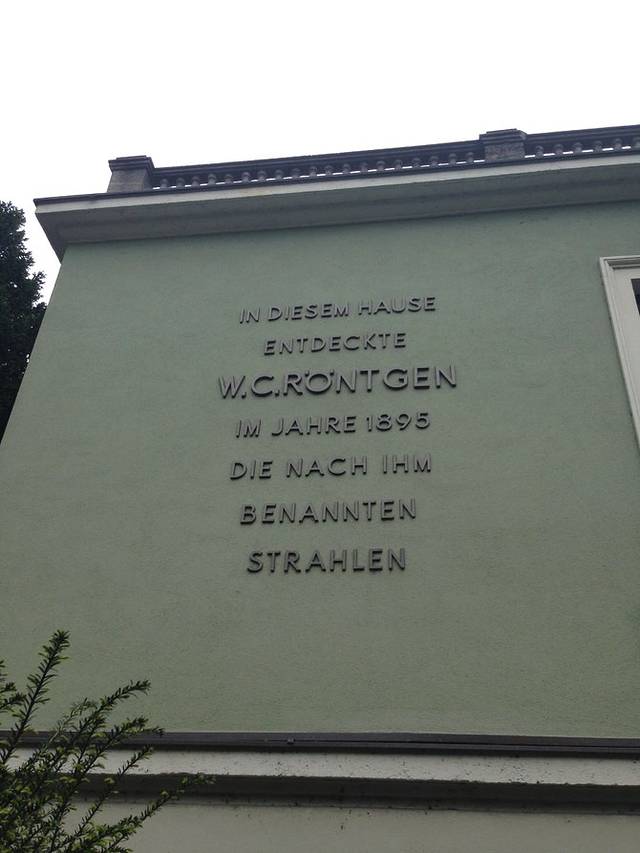 IN DIESEM HAUSE
ENTDECKTE
W.C.RÖNTGEN
IM JAHRE 1895
DIE NACH IHM
BENANNTEN
STRAHLEN